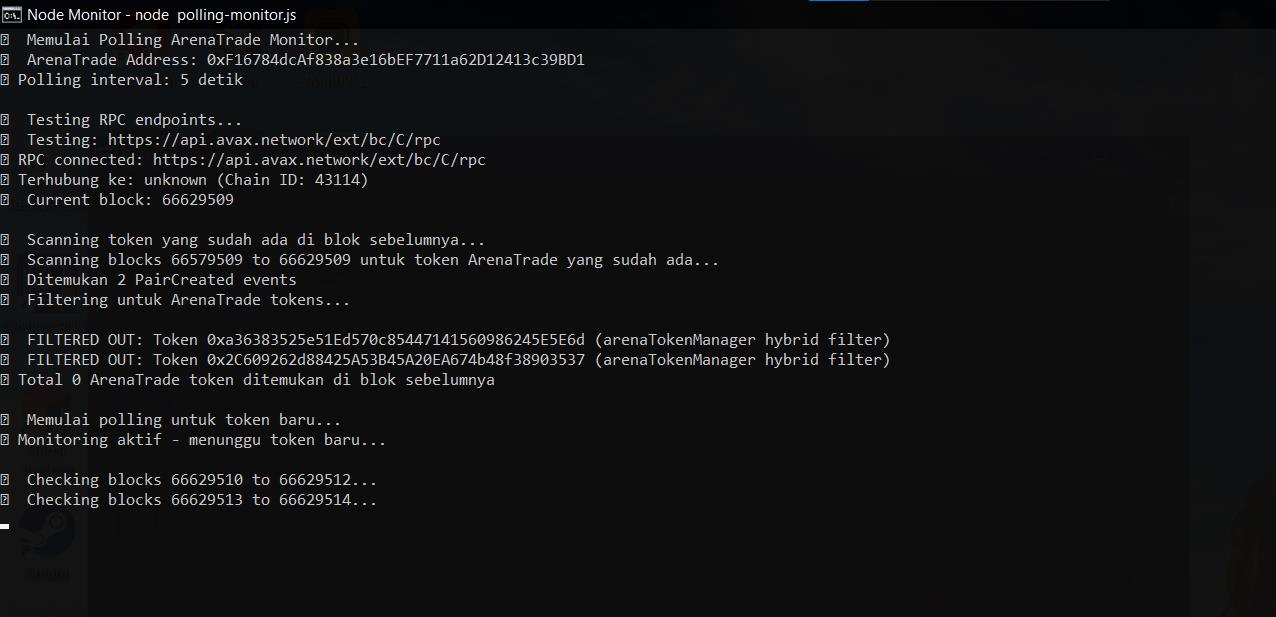 Node Monitor - node polling-monitor.js
Memulai Polling ArenaTrade Monitor...
ArenaTrade Address: 0xF16784dcAf838a3e16bEF7711a62D12413c39BD1
Polling interval: 5 detik
Testing RPC endpoints...
Testing: https://api.avax.network/ext/bc/C/rpc
RPC connected: https://api.avax.network/ext/bc/C/rpc
Terhubung ke: unknown (Chain ID: 43114)
Current block: 66629509
Scanning token yang sudah ada di blok sebelumnya...
Scanning blocks 66579509 to 66629509 untuk token ArenaTrade yang sudah ada...
Ditemukan 2 PairCreated events
Filtering untuk ArenaTrade tokens...
FILTERED OUT: Token 0xa36383525e51Ed570c85447141560986245E5E6d (arenaTokenManager hybrid filter)
FILTERED OUT: Token 0x2C609262d88425A53B45A20EA674b48f38903537 (arenaTokenManager hybrid filter)
Total 0 ArenaTrade token ditemukan di blok sebelumnya
Memulai polling untuk token baru...
Monitoring aktif - menunggu token baru...
Checking blocks 66629510 to 66629512...
Checking blocks 66629513 to 66629514...